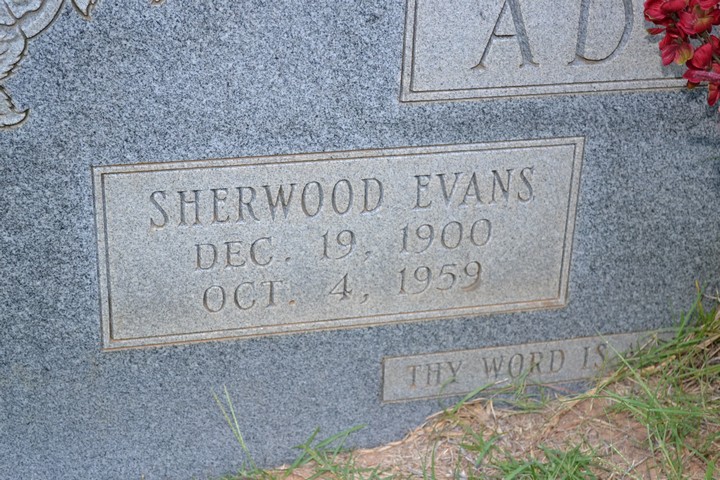 AD
SHERWOOD EVANS
DEC. 19, 1900
OCT. 4, 1959
THY WORD IS